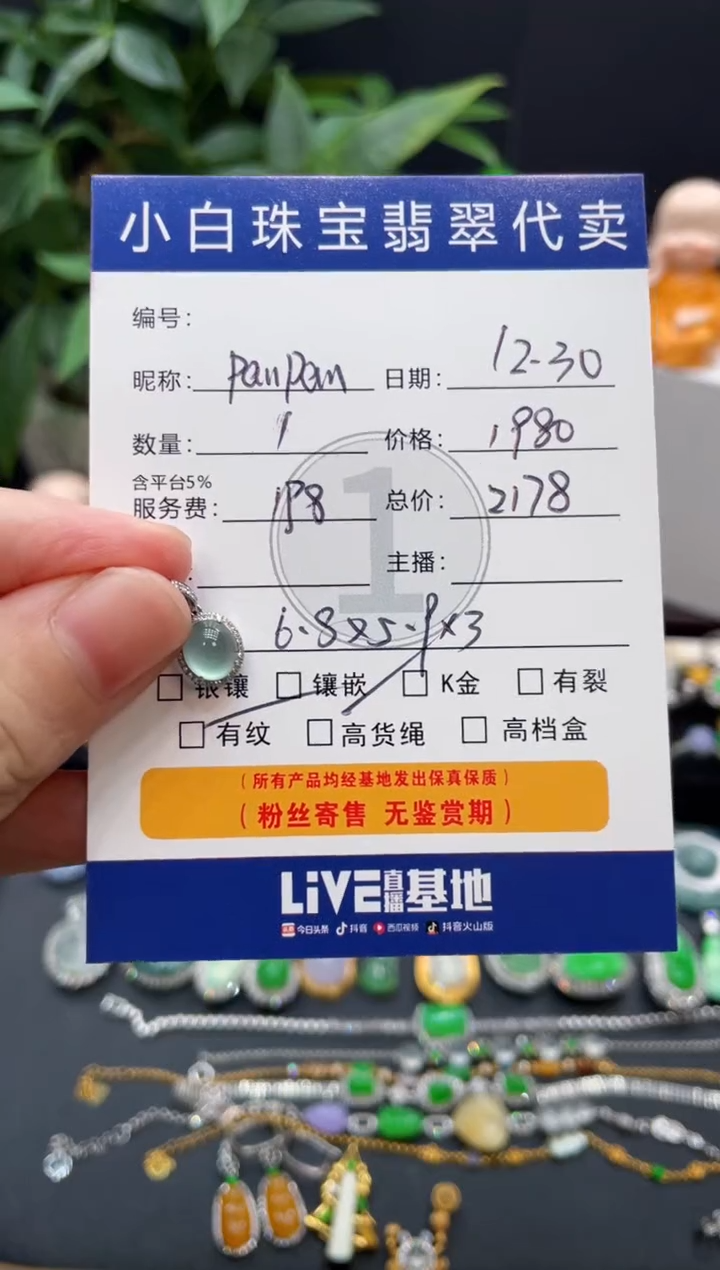 小白珠宝翡翠代卖
编号：
昵称： PanPan 日期： 12-30
数量： 1 价格： 1980
含平台5%
服务费： 198 总价： 2178
1
主播：
6.8×5.9×3
银镶 镶嵌 K金 有裂
有纹 高货绳 高档盒
（所有产品均经基地发出保真保质）
（粉丝寄售 无鉴赏期）
LiVE直播基地
头条 今日头条 抖音 西瓜视频 抖音火山版